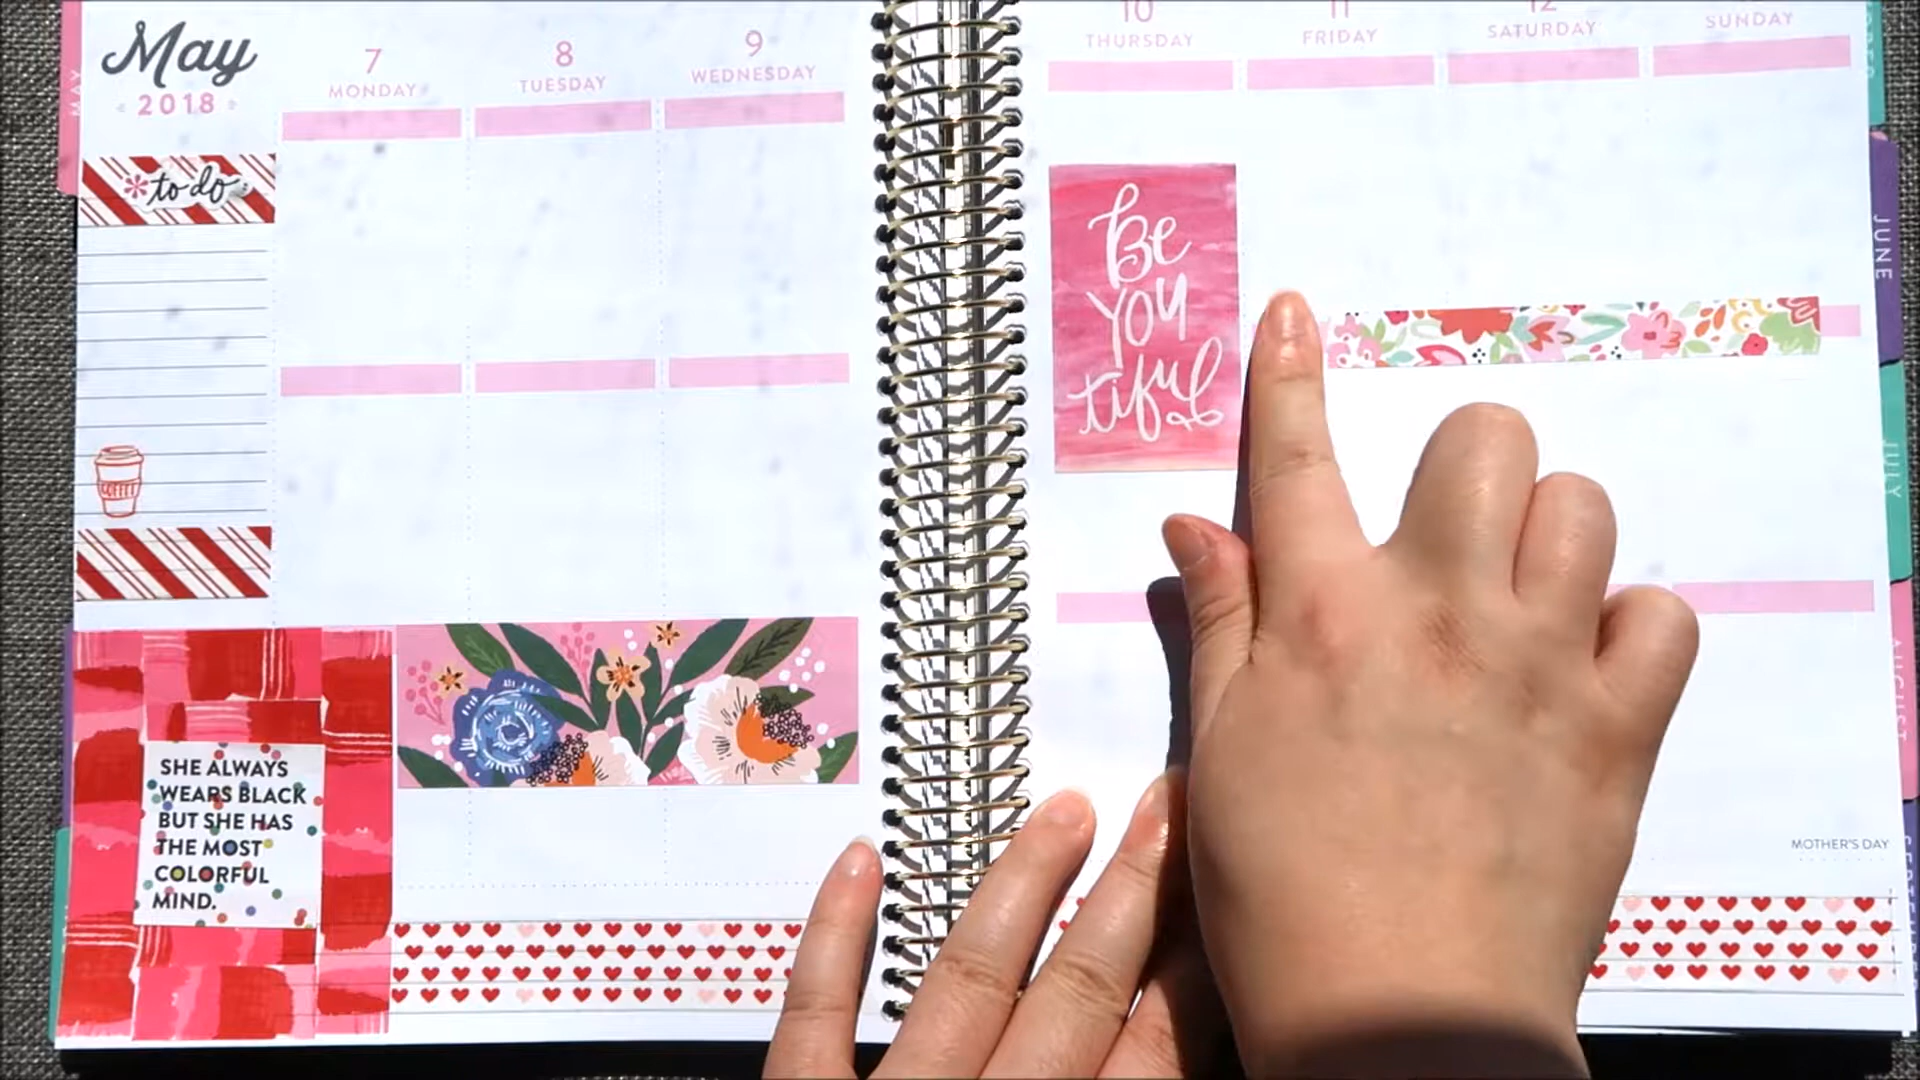 May
2018
7
MONDAY
8
TUESDAY
9
WEDNESDAY
10
THURSDAY
11
FRIDAY
12
SATURDAY
SUNDAY
MAY
to do
COFFEE
Be
YOU
tiful
SHE ALWAYS
WEARS BLACK
BUT SHE HAS
THE MOST
COLORFUL
MIND.
MOTHER'S DAY
JUNE
JULY
AUGUST